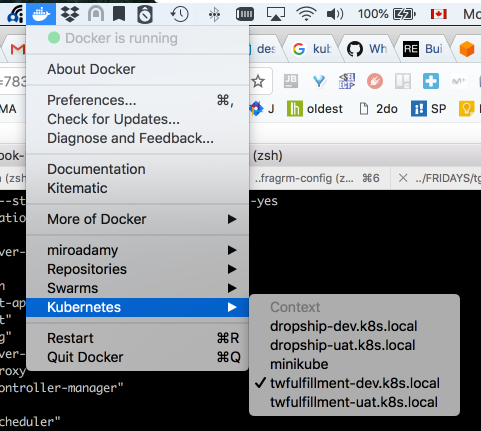 100%
Mo
Docker is running
des
G kub
Wh
RE Bui
About Docker
=783
Preferences... ⌘,
MA
Check for Updates...
J
lh oldest
2do
SP
Diagnose and Feedback...
ook-
(zsh)
Documentation
(zsh
..fragrm-config (z... ⌘6
× ../FRIDAYS/tg
Kitematic
--st
-yes
More of Docker
ver-
miroadamy
Repositories
Swarms
Kubernetes
Context
dropship-dev.k8s.local
dropship-uat.k8s.local
minikube
✓ twfulfillment-dev.k8s.local
twfulfillment-uat.k8s.local
Restart ⌘R
Quit Docker ⌘Q
ver-
roxy
ontroller-manager"
cheduler"